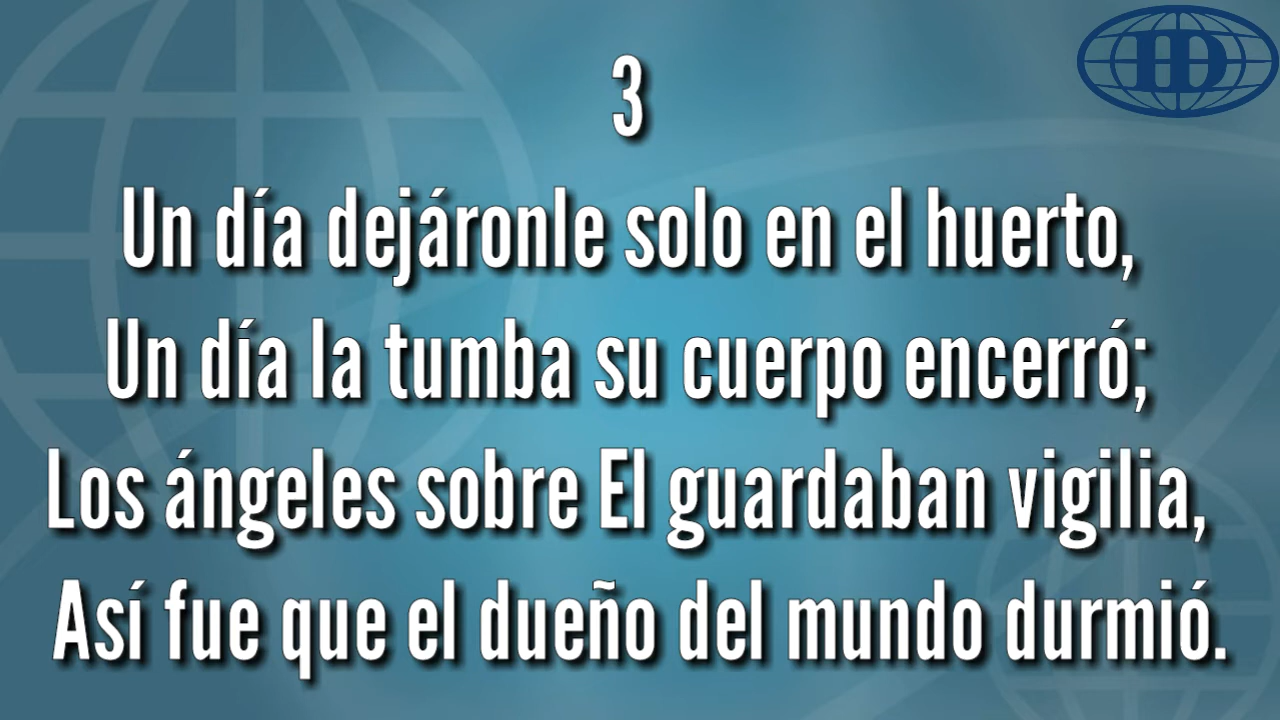 ID
3
Un día dejáronle solo en el huerto,
Un día la tumba su cuerpo encerró;
Los ángeles sobre El guardaban vigilia,
Así fue que el dueño del mundo durmió.